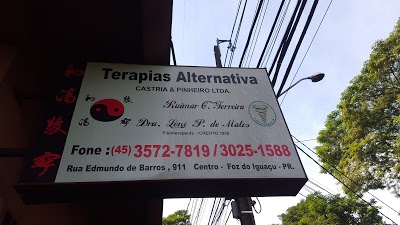 Terapias Alternativa
CASTRIA & PINHEIRO LTDA.
Ruimar C. Ferreira
Dra. Leni P. de Matos
Fisioterapeuta - CREFITO
Fone : (45) 3572-7819 / 3025-1588
Rua Edmundo de Barros , 911 Centro - Foz do Iguaçu - PR.